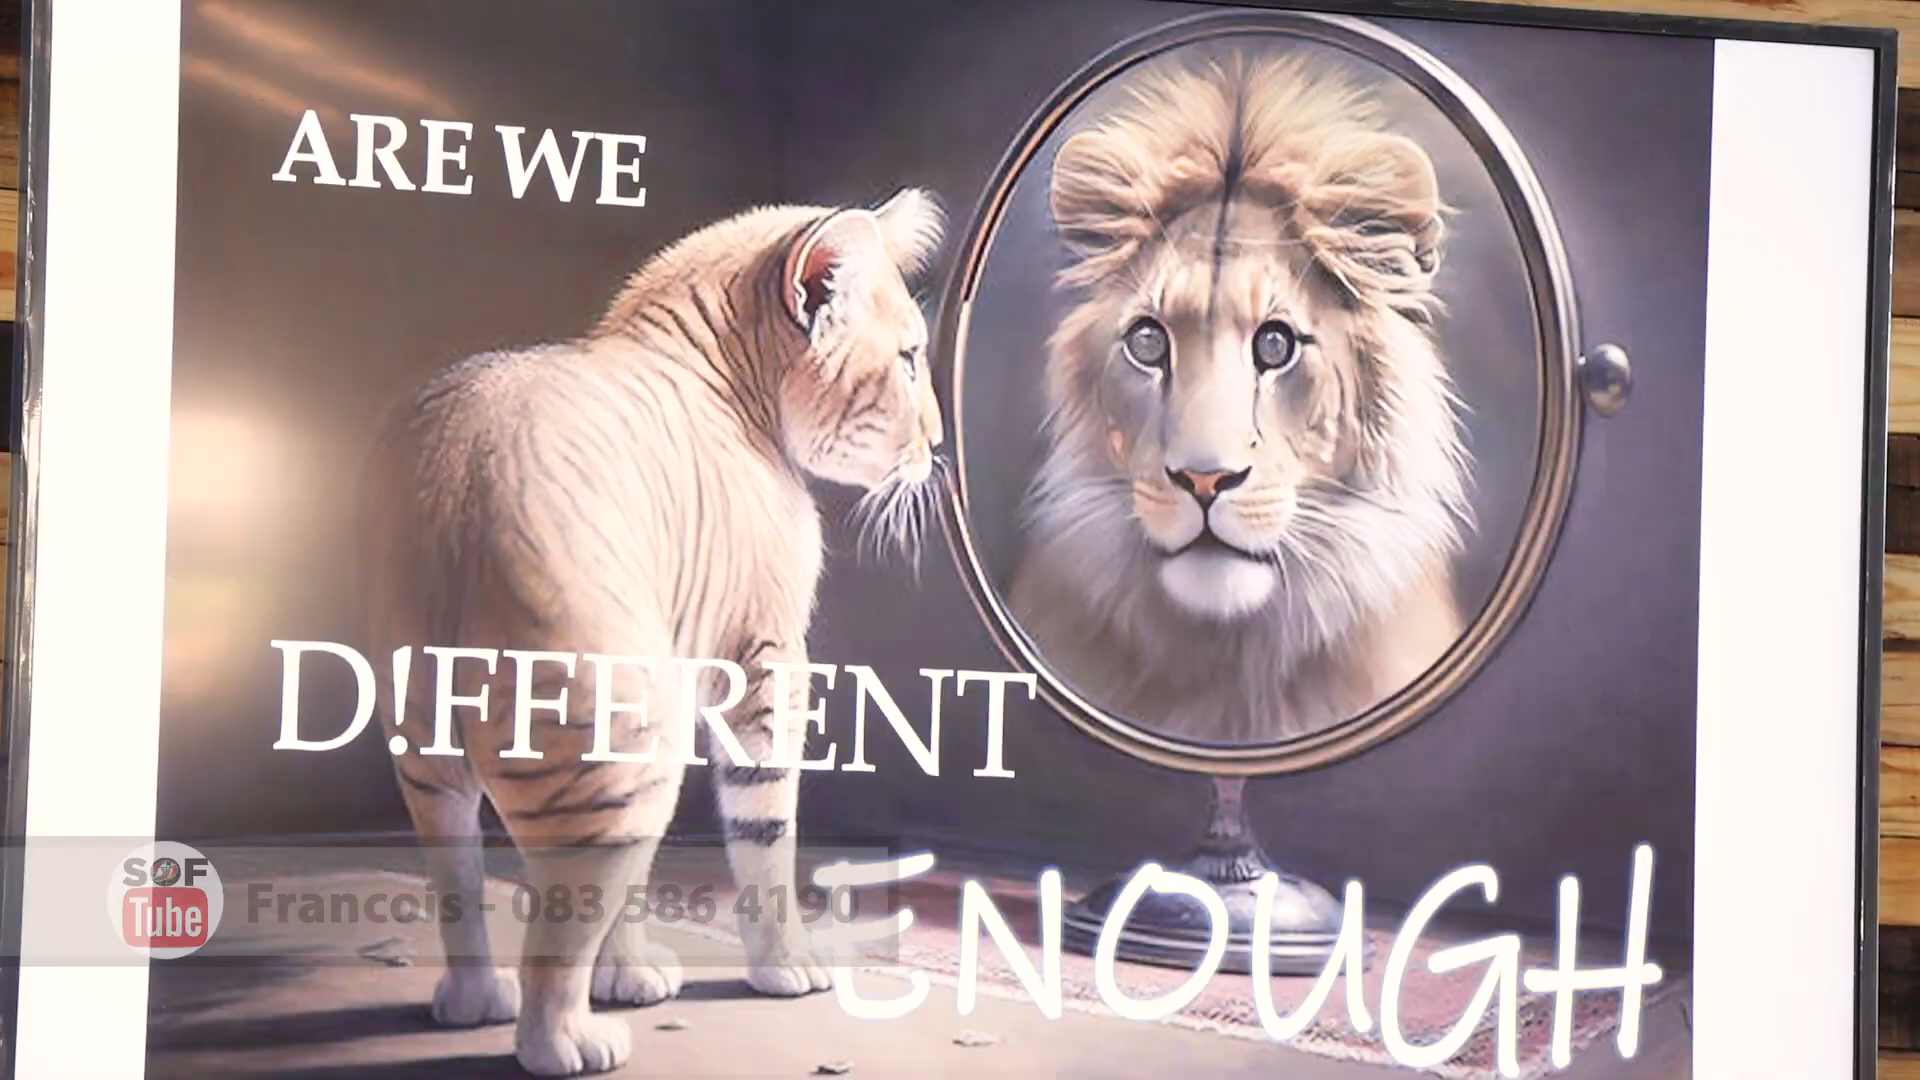 ARE WE
D!FFERENT
ENOUGH
SOF
Tube
Francois - 083 586 4190